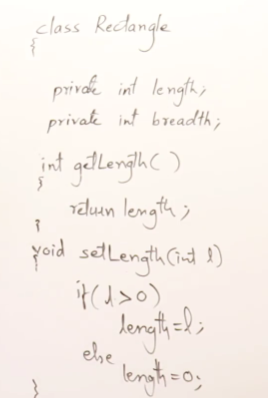 class Rectangle
{
private int length;
private int breadth;
int getLength( )
{
return length;
}
void setLength(int l)
{
if(l>0)
length=l;
else
length=0;
}